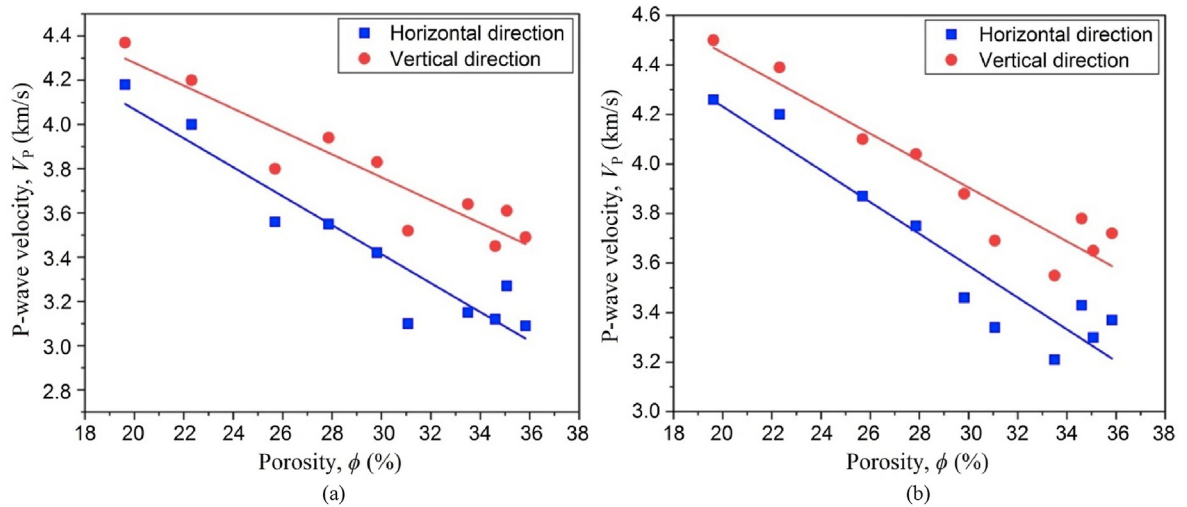 4.4
4.2
4.0
3.8
3.6
3.4
3.2
3.0
2.8
P-wave velocity, VP (km/s)
Horizontal direction
Vertical direction
18 20 22 24 26 28 30 32 34 36 38
Porosity, ϕ (%)
(a)
4.6
4.4
4.2
4.0
3.8
3.6
3.4
3.2
3.0
P-wave velocity, VP (km/s)
Horizontal direction
Vertical direction
18 20 22 24 26 28 30 32 34 36 38
Porosity, ϕ (%)
(b)